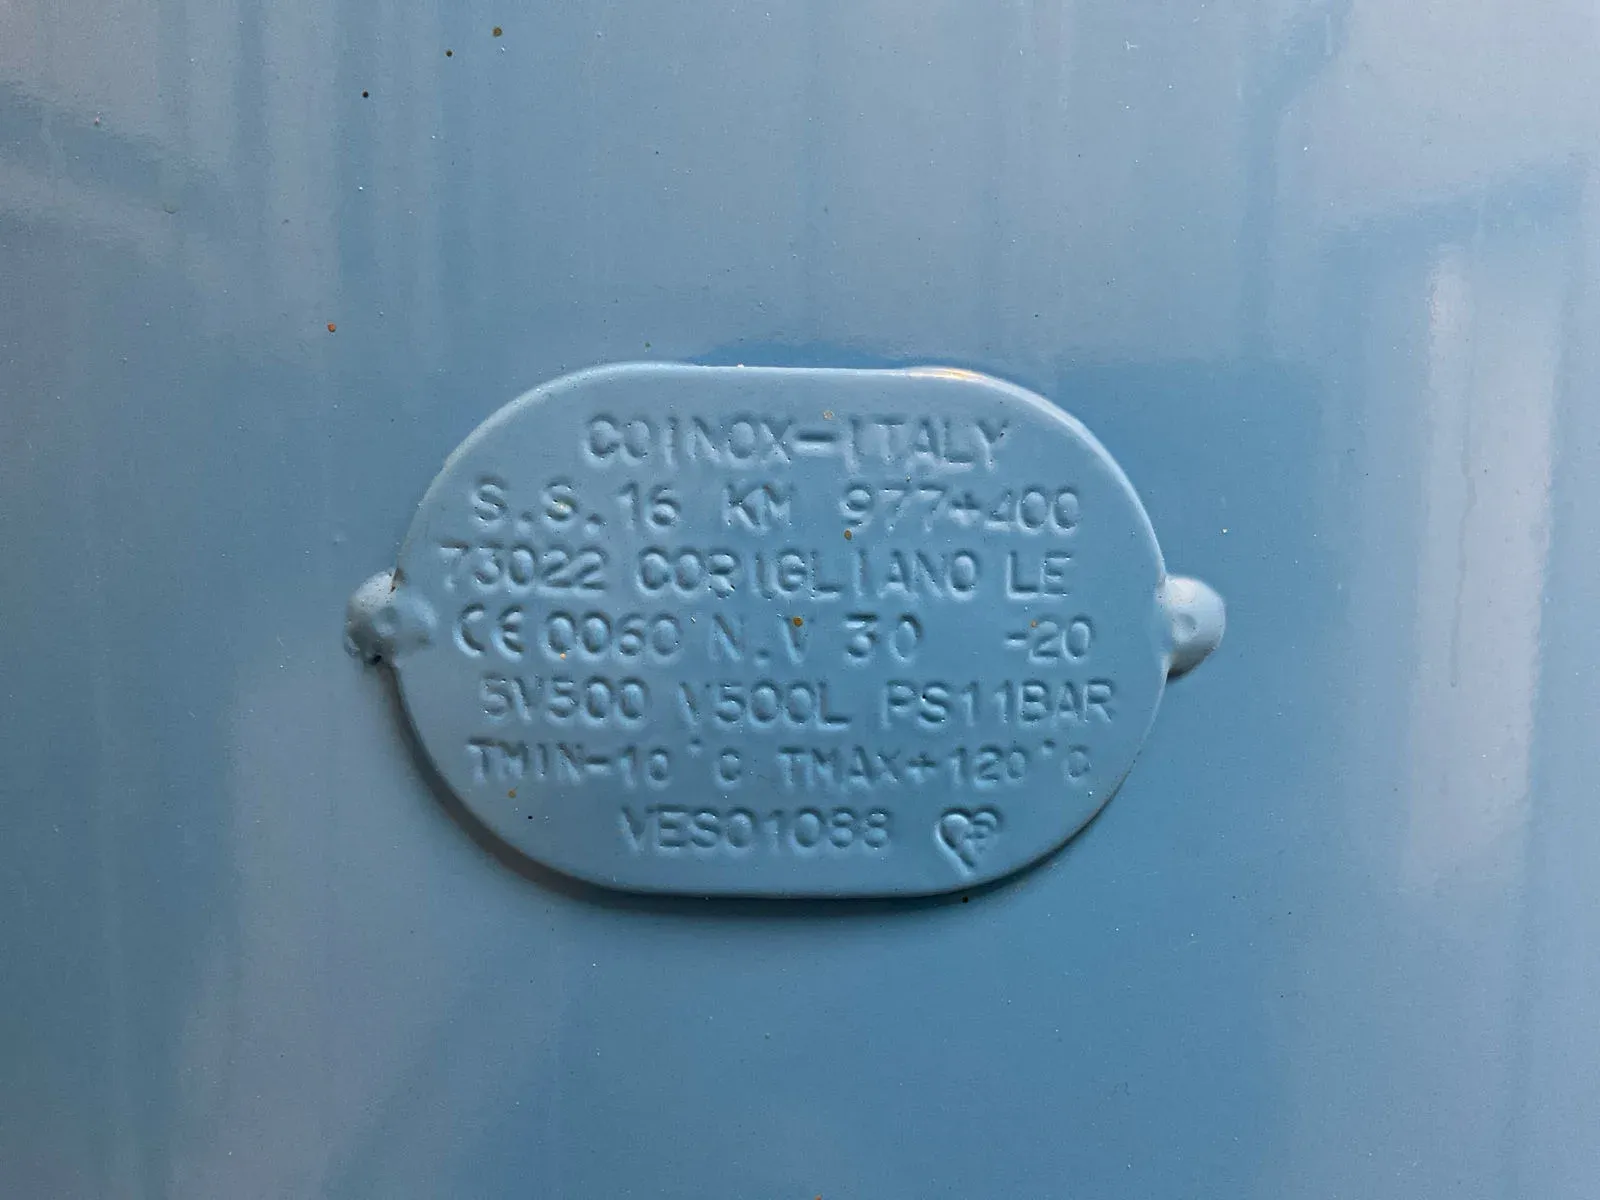 COINOX-ITALY
S.S.16 KM 977+400
73022 CORIGLIANO LE
CE 0060 N.V 30 -20
SV500 V500L PS11BAR
TMIN-10°C TMAX+120°C
VES01088